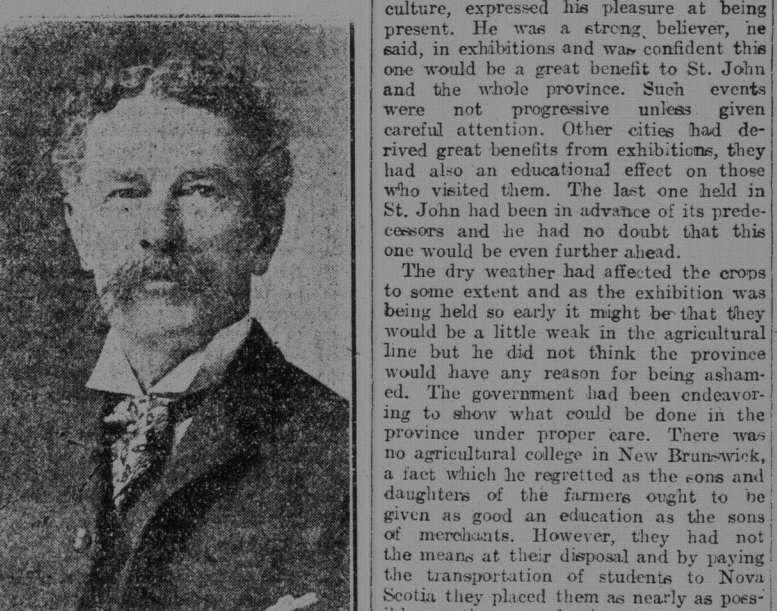 culture, expressed his pleasure at being
present. He was a strong believer, he
said, in exhibitions and was confident this
one would be a great benefit to St. John
and the whole province. Such events
were not progressive unless given
careful attention. Other cities had de-
rived great benefits from exhibitions, they
had also an educational effect on those
who visited them. The last one held in
St. John had been in advance of its prede-
cessors and he had no doubt that this
one would be even further ahead.
The dry weather had affected the crops
to some extent and as the exhibition was
being held so early it might be that they
would be a little weak in the agricultural
line but he did not think the province
would have any reason for being asham-
ed. The government had been endeavor-
ing to show what could be done in the
province under proper care. There was
no agricultural college in New Brunswick,
a fact which he regretted as the sons and
daughters of the farmers ought to be
given as good an education as the sons
of merchants. However, they had not
the means at their disposal and by paying
the transportation of students to Nova
Scotia they placed them as nearly as poss-